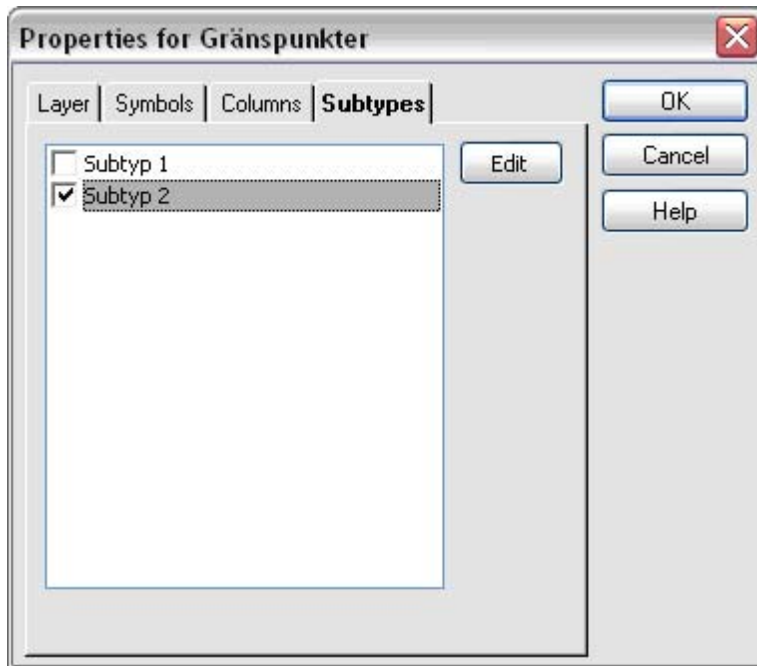 Properties for Gränspunkter
Layer Symbols Columns Subtypes
Subtyp 1
Subtyp 2
Edit
OK
Cancel
Help